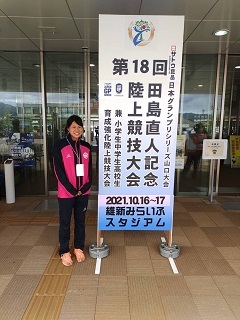 サトウ食品日本グランプリシリーズ山口大会
第18回
田島直人記念
陸上競技大会
兼 小学生中学生高校生
育成強化陸上競技大会
2021.10.16~17
維新みらいふ
スタジアム